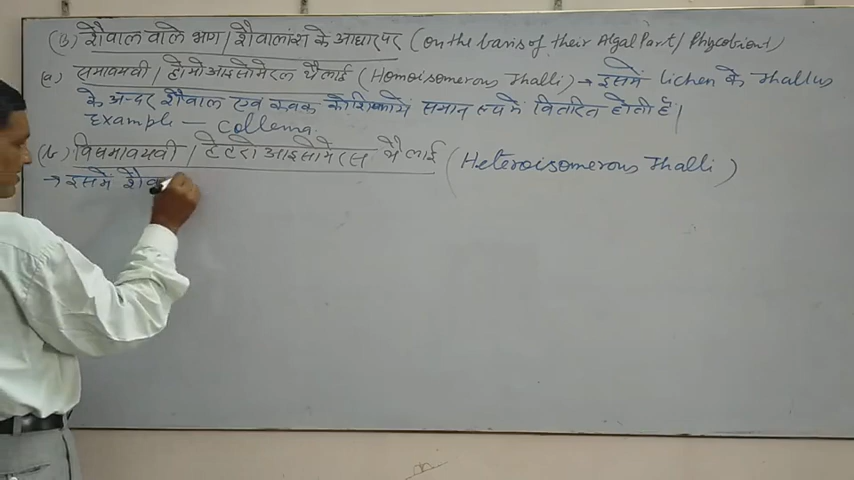 (B) शैवाल वाले भाग / शैवालांश के आधार पर (On the basis of their Algal Part / Phycobiont)
(a) समावयवी / होमोआइसोमेरस थैलाई (Homoisomerous Thalli) → इसमें Lichen के Thallus
के अन्दर शैवाल एवं कवक कोशिकायें समान रूप में वितरित होती है।
Example - Collema.
(b) विषमावयवी / हेटेरोआइसोमेरस थैलाई (Heteroisomerous Thalli)
→ इसमें शैव